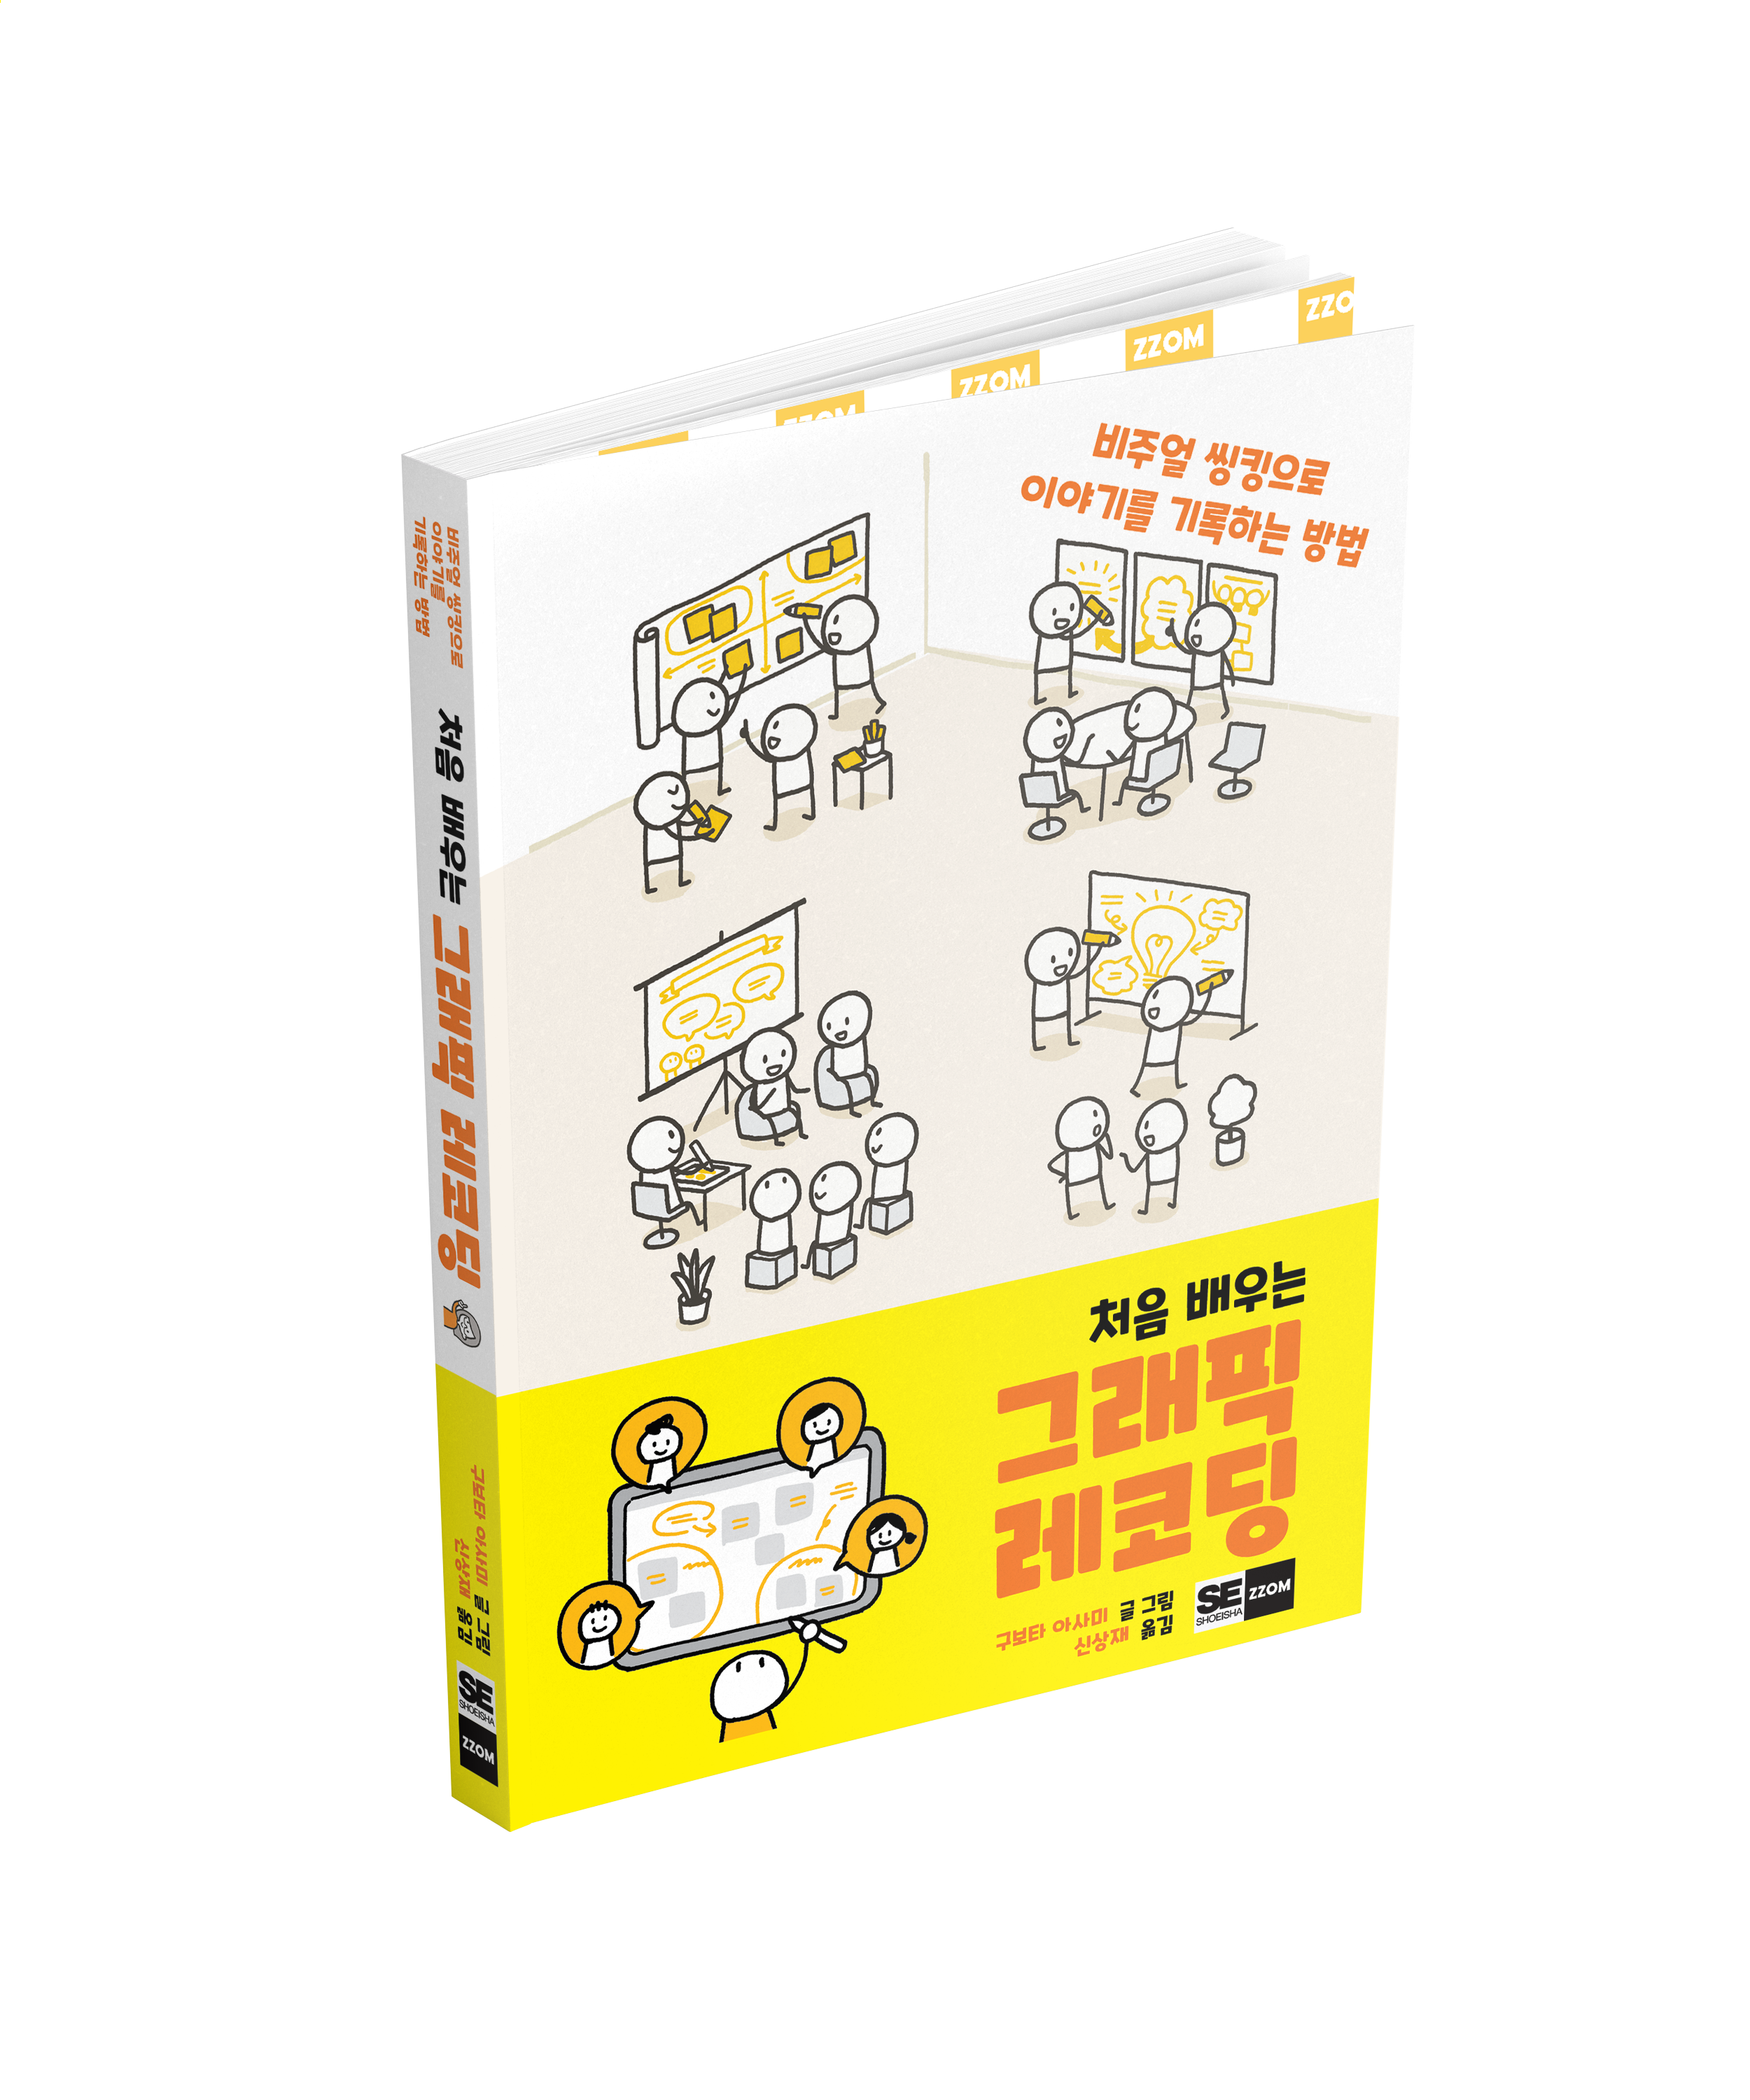 ZZO
ZZOM
ZZOM
ZZOM
비주얼 씽킹으로
이야기를 기록하는 방법
처음 배우는
그래픽
레코딩
구보타 아사미 글 그림
신상재 옮김
SE
SHOEISHA
ZZOM
비주얼 씽킹으로
이야기를
기록하는 방법
처음 배우는 그래픽 레코딩
구보타 아사미 글 그림
신상재 옮김
SE
SHOEISHA
ZZOM